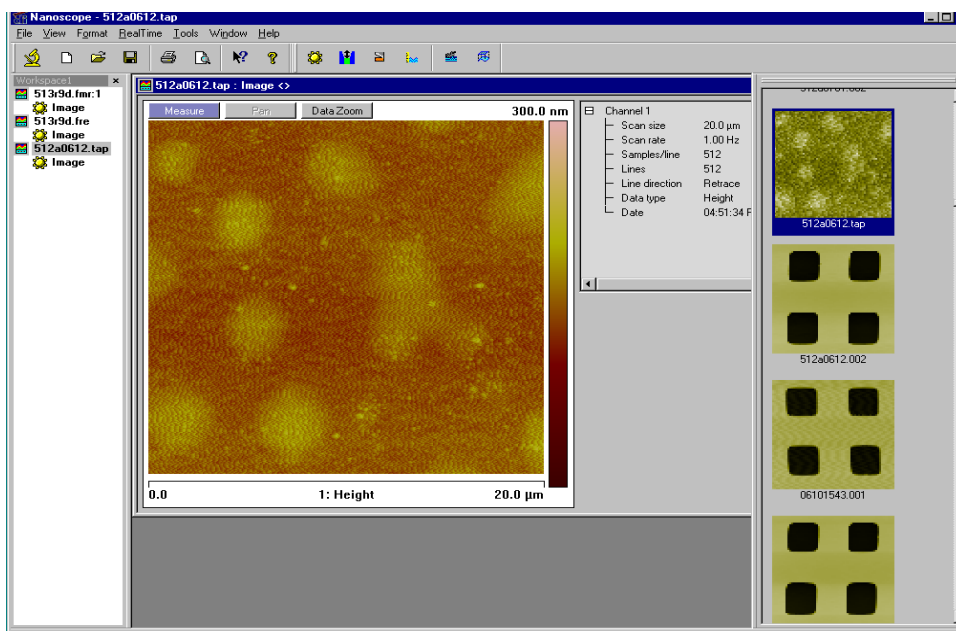 Nanoscope - 512a0612.tap
File View Format RealTime Tools Window Help
Workspace1
513r9d.fmr:1
Image
513r9d.fre
Image
512a0612.tap
Image
512a0612.tap : Image <>
Measure Pan Data Zoom 300.0 nm
0.0 1: Height 20.0 µm
Channel 1
Scan size 20.0 µm
Scan rate 1.00 Hz
Samples/line 512
Lines 512
Line direction Retrace
Data type Height
Date 04:51:34
512a0612.tap
512a0612.002
06101543.001